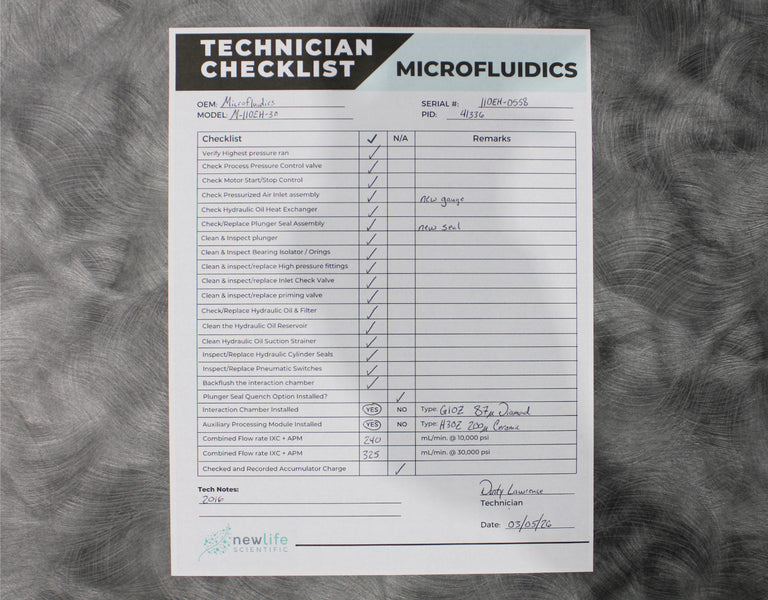 TECHNICIAN CHECKLIST
MICROFLUIDICS
OEM: Microfluidics
SERIAL #: 110EH-0558
MODEL: M-110EH-30
PID: 41336
Checklist ✓ N/A Remarks
Verify Highest pressure ran ✓
Check Process Pressure Control valve ✓
Check Motor Start/Stop Control ✓
Check Pressurized Air Inlet assembly ✓ new gauge
Check Hydraulic Oil Heat Exchanger ✓
Check/Replace Plunger Seal Assembly ✓ new seal
Clean & Inspect plunger ✓
Clean & Inspect Bearing Isolator / Orings ✓
Clean & inspect/replace High pressure fittings ✓
Clean & inspect/replace Inlet Check Valve ✓
Clean & inspect/replace priming valve ✓
Check/Replace Hydraulic Oil & Filter ✓
Clean the Hydraulic Oil Reservoir ✓
Clean Hydraulic Oil Suction Strainer ✓
Inspect/Replace Hydraulic Cylinder Seals ✓
Inspect/Replace Pneumatic Switches ✓
Backflush the interaction chamber ✓
Plunger Seal Quench Option Installed? ✓
Interaction Chamber Installed YES NO Type: G10Z 87µ Diamond
Auxiliary Processing Module Installed YES NO Type: H30Z 200µ Ceramic
Combined Flow rate IXC + APM 240 mL/min. @ 10,000 psi
Combined Flow rate IXC + APM 325 mL/min. @ 30,000 psi
Checked and Recorded Accumulator Charge ✓
Tech Notes:
2016
Lawrence
Technician
Date: 03/05/26
newlife
SCIENTIFIC